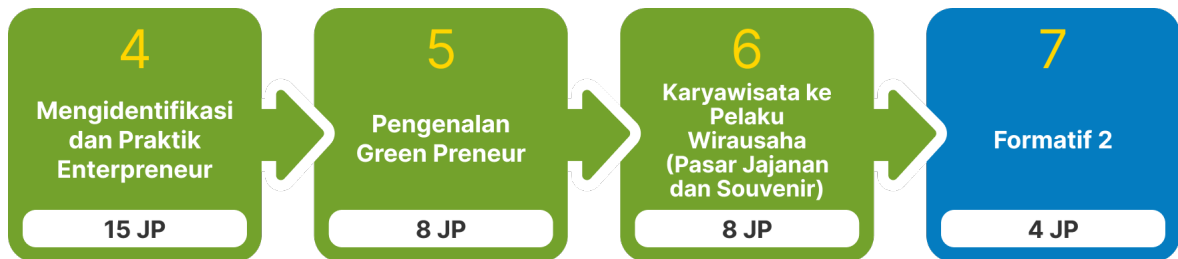 4
Mengidentifikasi
dan Praktik
Enterpreneur
15 JP
5
Pengenalan
Green Preneur
8 JP
6
Karyawisata ke
Pelaku
Wirausaha
(Pasar Jajanan
dan Souvenir)
8 JP
7
Formatif 2
4 JP